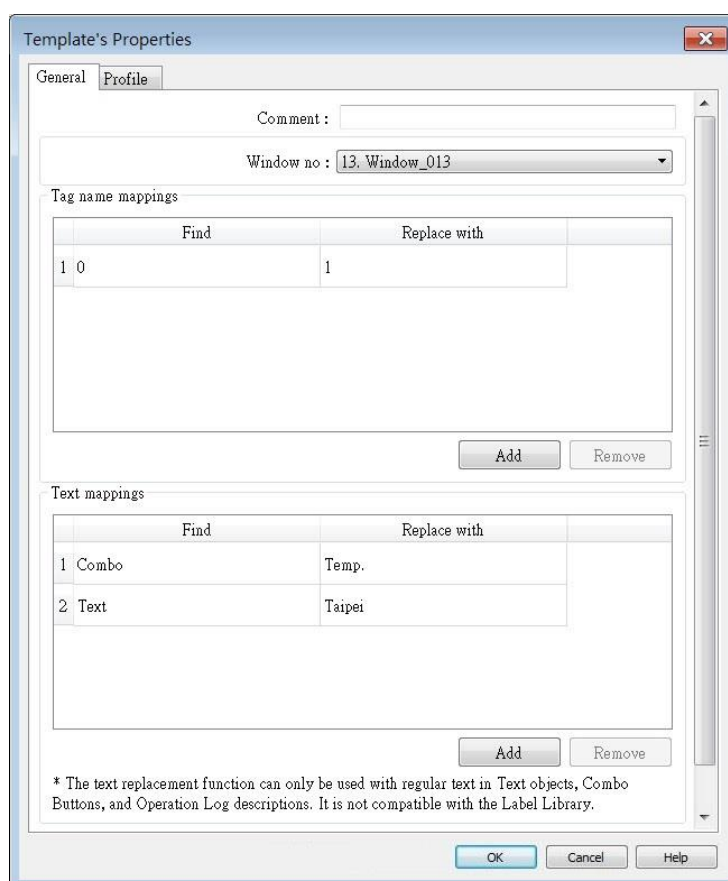 Template's Properties
General Profile
Comment :
Window no : 13. Window_013
Tag name mappings
Find Replace with
1 0 1
Add Remove
Text mappings
Find Replace with
1 Combo Temp.
2 Text Taipei
Add Remove
* The text replacement function can only be used with regular text in Text objects, Combo
Buttons, and Operation Log descriptions. It is not compatible with the Label Library.
OK Cancel Help